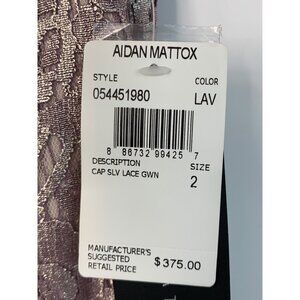 AIDAN MATTOX
STYLE COLOR
054451980 LAV
8 86732 99425 7
DESCRIPTION SIZE
CAP SLV LACE GWN 2
MANUFACTURER'S
SUGGESTED
RETAIL PRICE $375.00